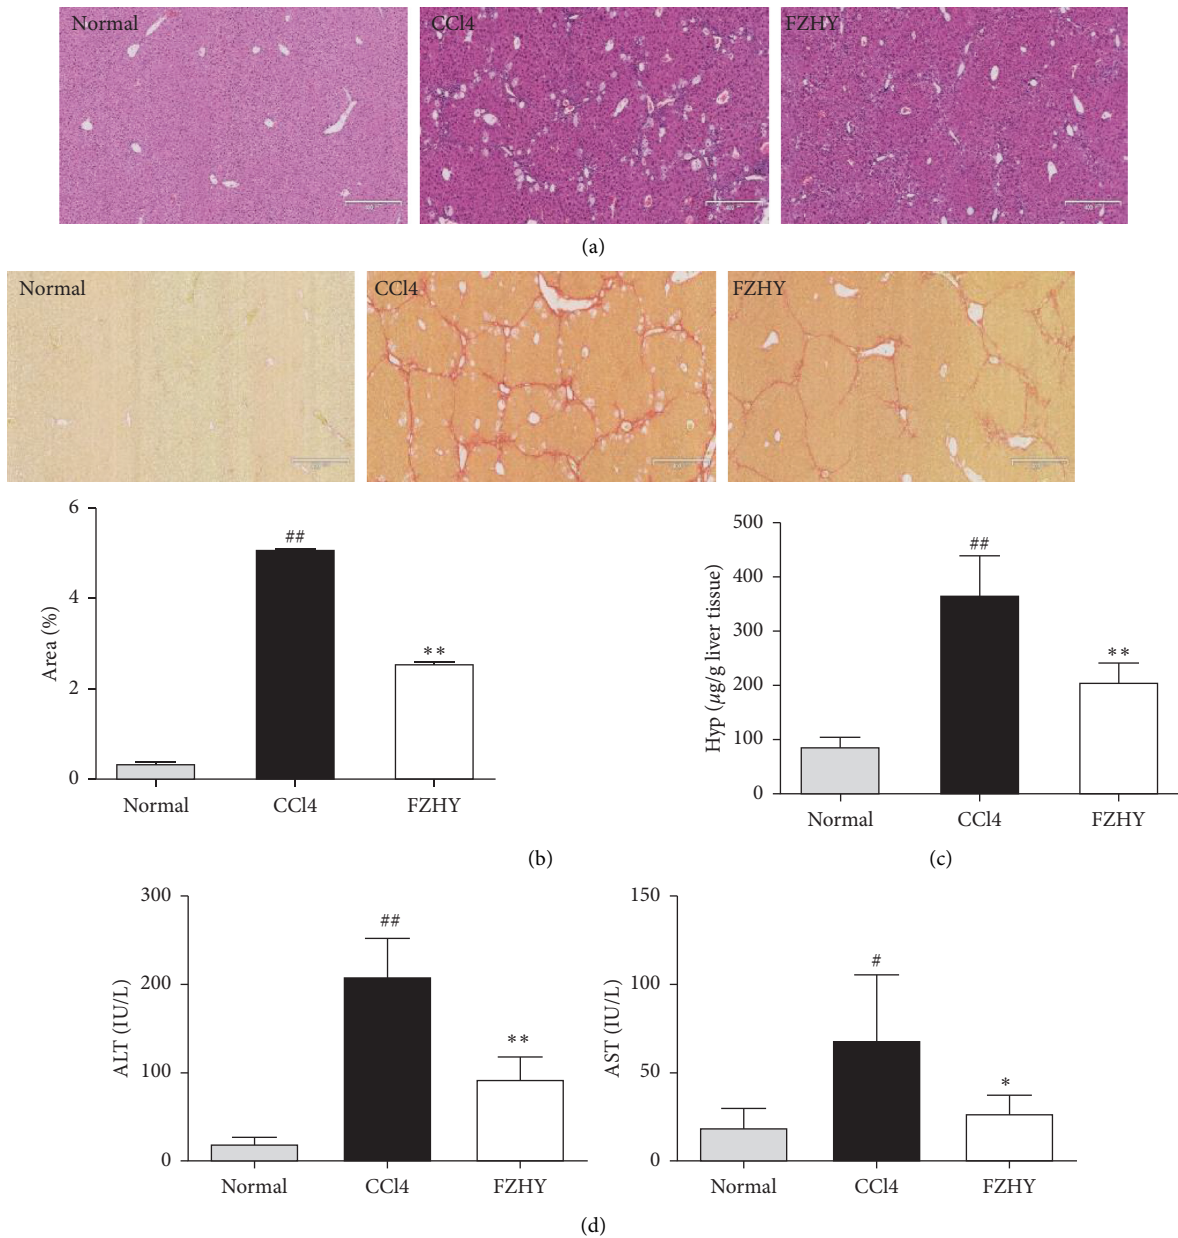 Normal
CCl4
FZHY
400
400
(a)
Normal
CCl4
FZHY
6
4
2
0
Area (%)
##
**
Normal
CCl4
FZHY
(b)
500
400
300
200
100
0
Hyp (µg/g liver tissue)
##
**
Normal
CCl4
FZHY
(c)
300
200
100
0
ALT (IU/L)
##
**
Normal
CCl4
FZHY
150
100
50
0
AST (IU/L)
#
*
Normal
CCl4
FZHY
(d)